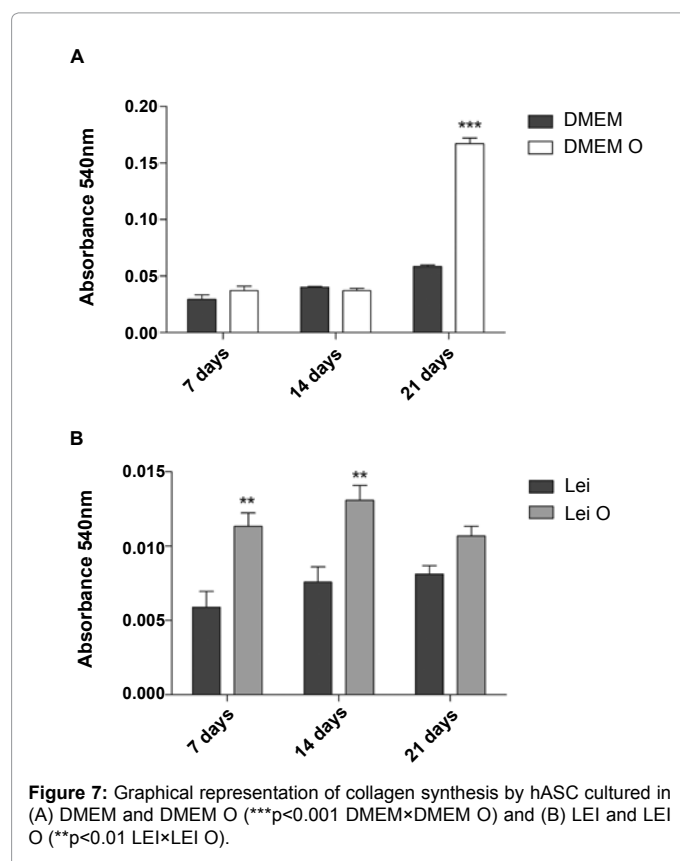 A
Absorbance 540nm
0.20
0.15
0.10
0.05
0.00
***
DMEM
DMEM O
7 days
14 days
21 days
B
Absorbance 540nm
0.015
0.010
0.005
0.000
**
**
Lei
Lei O
7 days
14 days
21 days
Figure 7: Graphical representation of collagen synthesis by hASC cultured in
(A) DMEM and DMEM O (***p<0.001 DMEM×DMEM O) and (B) LEI and LEI
O (**p<0.01 LEI×LEI O).